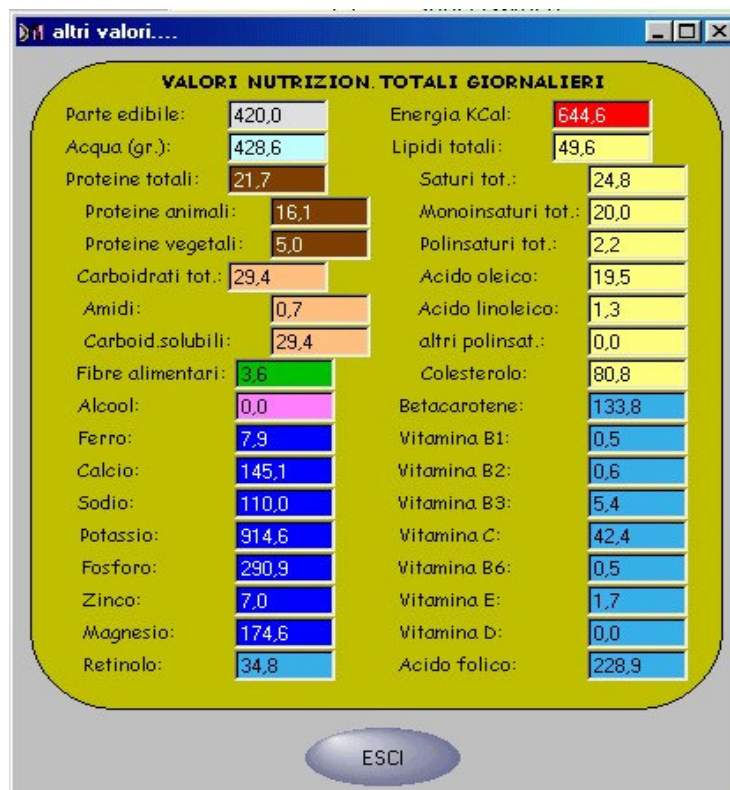 altri valori....
VALORI NUTRIZION. TOTALI GIORNALIERI
Parte edibile: 420,0 Energia KCal: 644,6
Acqua (gr.): 428,6 Lipidi totali: 49,6
Proteine totali: 21,7 Saturi tot.: 24,8
Proteine animali: 16,1 Monoinsaturi tot.: 20,0
Proteine vegetali: 5,0 Polinsaturi tot.: 2,2
Carboidrati tot.: 29,4 Acido oleico: 19,5
Amidi: 0,7 Acido linoleico: 1,3
Carboid.solubili: 29,4 altri polinsat.: 0,0
Fibre alimentari: 3,6 Colesterolo: 80,8
Alcool: 0,0 Betacarotene: 133,8
Ferro: 7,9 Vitamina B1: 0,5
Calcio: 145,1 Vitamina B2: 0,6
Sodio: 110,0 Vitamina B3: 5,4
Potassio: 914,6 Vitamina C: 42,4
Fosforo: 290,9 Vitamina B6: 0,5
Zinco: 7,0 Vitamina E: 1,7
Magnesio: 174,6 Vitamina D: 0,0
Retinolo: 34,8 Acido folico: 228,9
ESCI